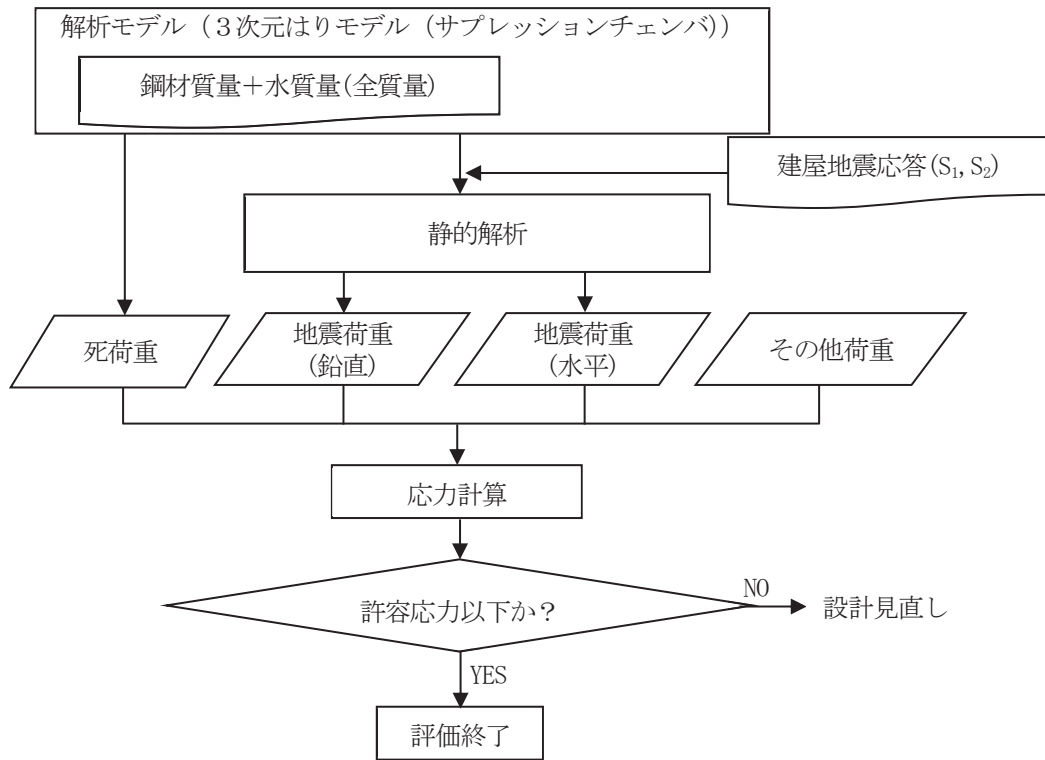 解析モデル（３次元はりモデル（サプレッションチェンバ））
鋼材質量＋水質量(全質量)
建屋地震応答(S₁, S₂)
静的解析
死荷重
地震荷重
(鉛直)
地震荷重
(水平)
その他荷重
応力計算
許容応力以下か？
NO
設計見直し
YES
評価終了